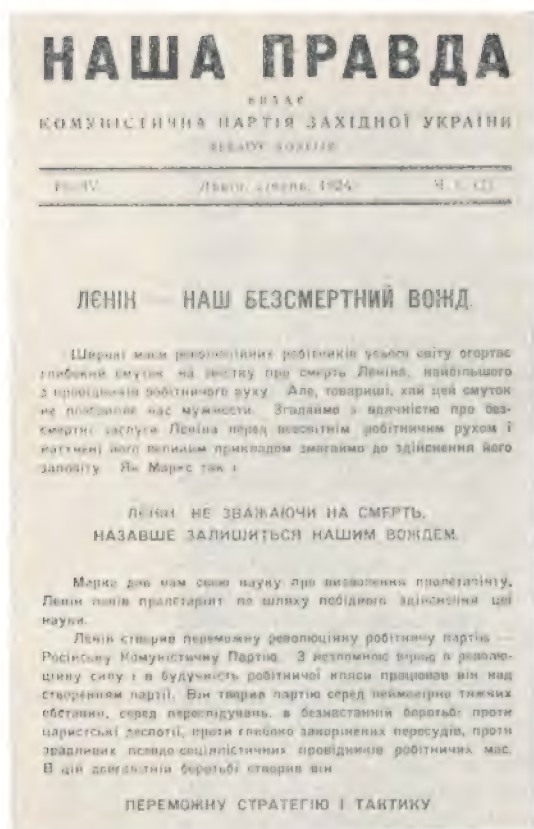 НАША ПРАВДА
ВИДАЄ
КОМУНІСТИЧНА ПАРТІЯ ЗАХІДНОЇ УКРАЇНИ
Львів, січень, 1924
ЛЄНІН — НАШ БЕЗСМЕРТНИЙ ВОЖД.
Широкі маси революційних робітників усього світу огортає
глибокий смуток на вістку про смерть Леніна, найбільшого
з провідників робітничого руху. Але, товариші, хай цей смуток
не позбавляє нас мужности. Згадаймо з вдячністю про без-
смертні заслуги Леніна перед всесвітнім робітничим рухом і
його великим прикладом змагаймо до здійснення його
заповіту. Як Маркс так і
ЛЄНІН, НЕ ЗВАЖАЮЧИ НА СМЕРТЬ,
НАЗАВШЕ ЗАЛИШИТЬСЯ НАШИМ ВОЖДЕМ.
Маркс дав нам свою науку про визволення пролетаріяту,
Ленін повів пролетаріят по шляху побідного здійснення цеї
науки.
Ленін створив переможну революційну робітничу партію —
Російську Комуністичну Партію. З незломною вірою в револю-
ційну силу і в будучність робітничої кляси працював він над
створенням партії. Він творив партію серед неймовірно тяжких
обставин, серед переслідувань, в безнастанній боротьбі проти
царистської деспотії, проти глибоко закорінених пересудів, проти
зрадливих псевдо-соціялістичних провідників робітничих мас.
В цій довголітній боротьбі створив він
ПЕРЕМОЖНУ СТРАТЕГІЮ І ТАКТИКУ